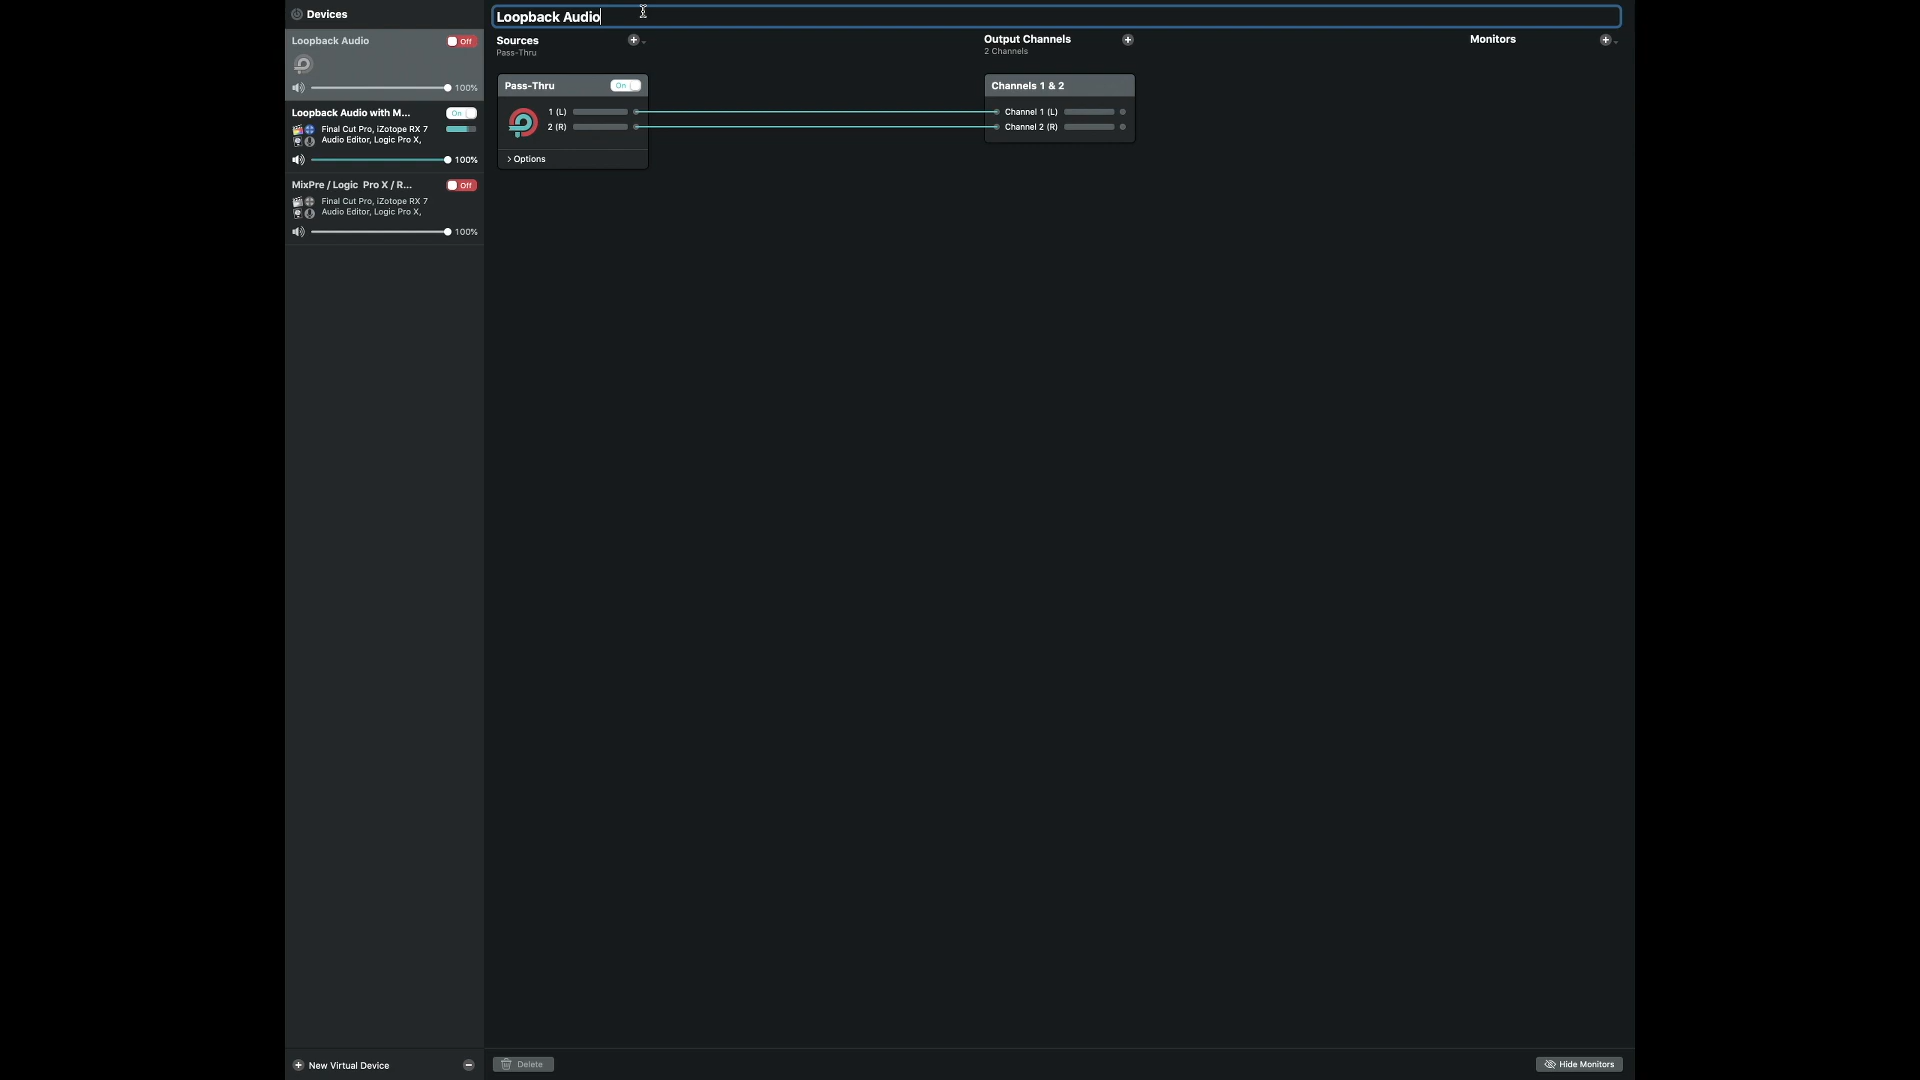 Devices
Loopback Audio
Off
100%
Loopback Audio with M...
On
Final Cut Pro, iZotope RX 7
Audio Editor, Logic Pro X,
100%
MixPre / Logic Pro X / R...
Off
Final Cut Pro, iZotope RX 7
Audio Editor, Logic Pro X,
100%
New Virtual Device
Loopback Audio
Sources
Pass-Thru
Pass-Thru
On
1 (L)
2 (R)
Options
Output Channels
2 Channels
Channels 1 & 2
Channel 1 (L)
Channel 2 (R)
Monitors
Delete
Hide Monitors